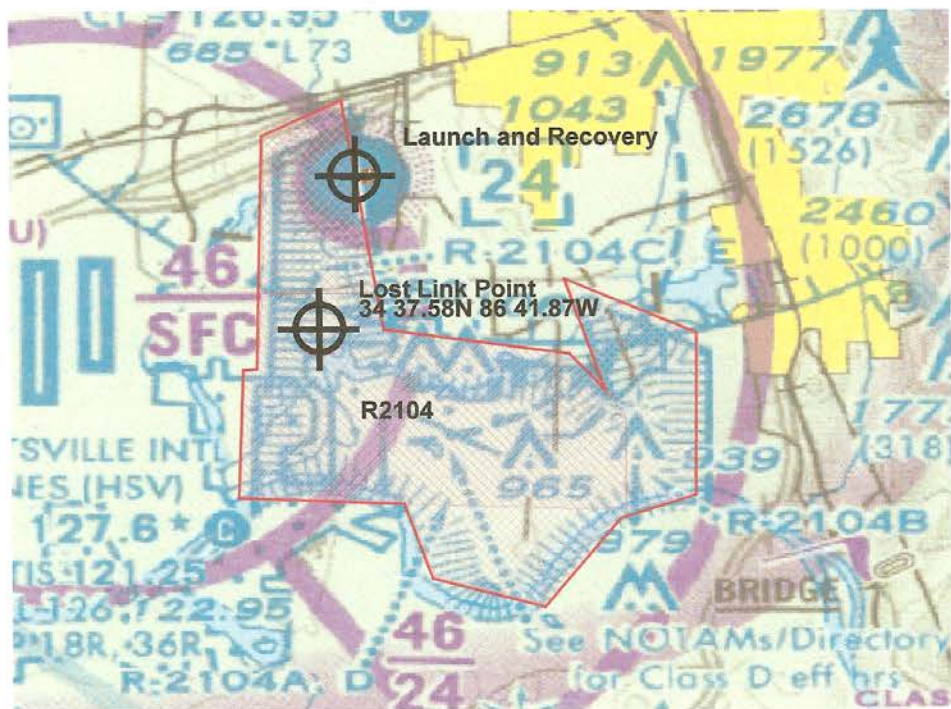 126.95* C
685 L73
913
1977
1043
Launch and Recovery
2678
(1526)
24
2460
(1000)
U)
46
SFC
R-2104C, E
Lost Link Point
34 37.58N 86 41.87W
R2104
177
(318)
TSVILLE INTL
NES (HSV)
965
939
127.6* C
R-2104B
TIS 121.25
979
126.122.95
BRIDGE
P 18R, 36R
46
24
See NOTAMs/Directory
for Class D eff hrs
R-2104A, D
CLAS